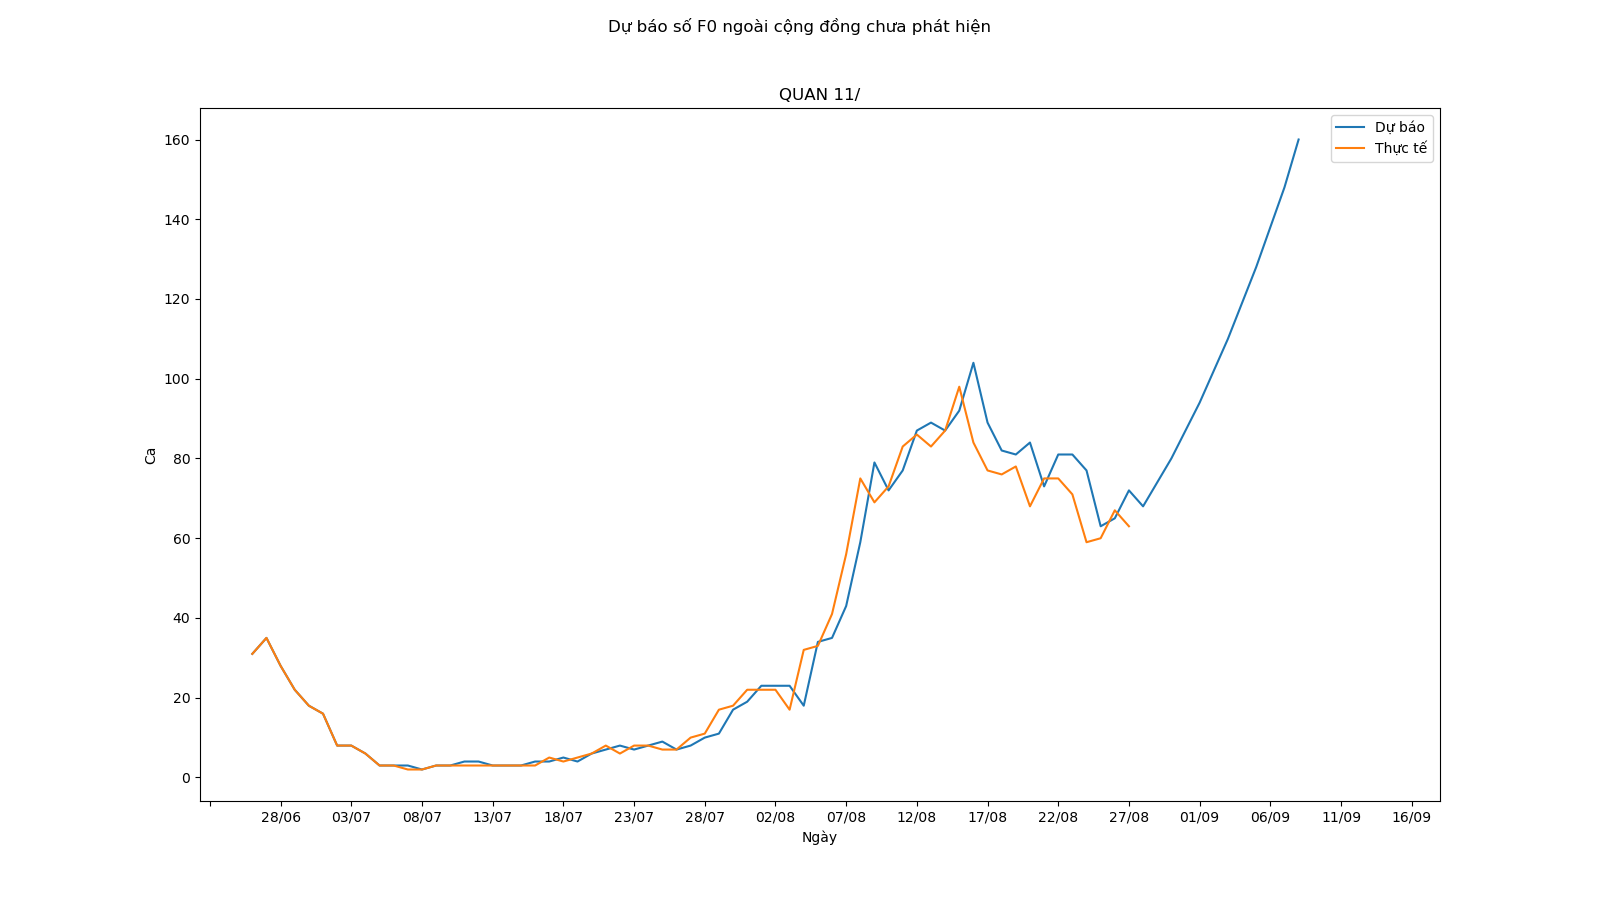 Dự báo số F0 ngoài cộng đồng chưa phát hiện
QUAN 11/
Dự báo
Thực tế
160
140
120
100
80
60
40
20
0
Ca
28/06 03/07 08/07 13/07 18/07 23/07 28/07 02/08 07/08 12/08 17/08 22/08 27/08 01/09 06/09 11/09 16/09
Ngày